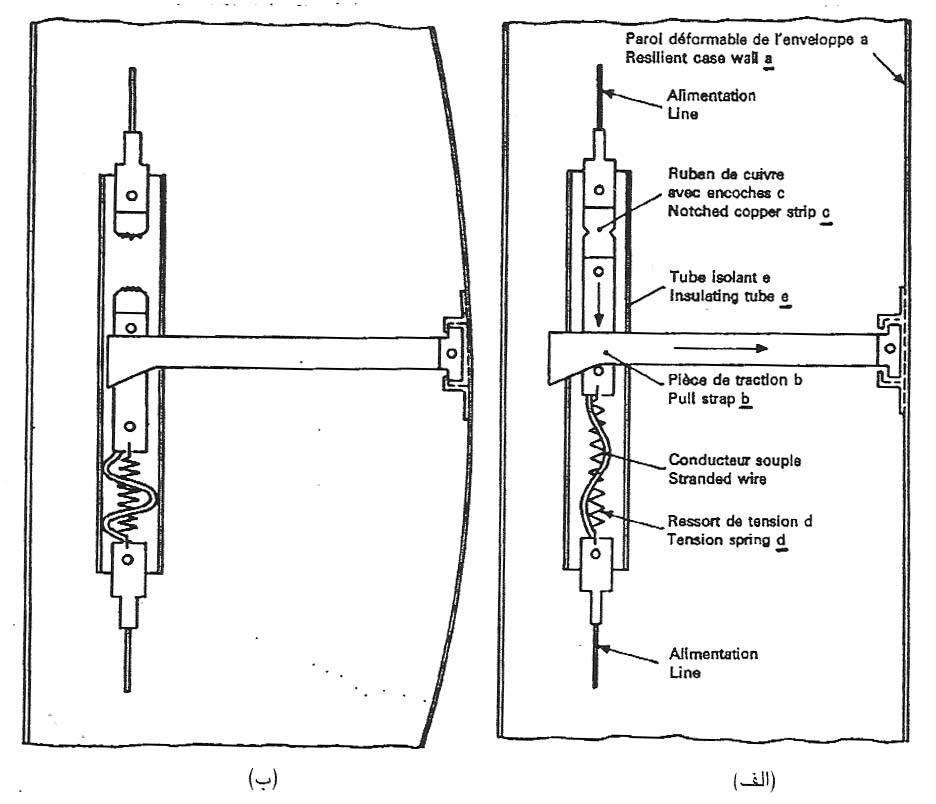 Paroi déformable de l'enveloppe a
Resilient case wall a
Alimentation
Line
Ruban de cuivre
avec encoches c
Notched copper strip c
Tube isolant e
Insulating tube e
Pièce de traction b
Pull strap b
Conducteur souple
Stranded wire
Ressort de tension d
Tension spring d
Alimentation
Line
(الف)
(ب)